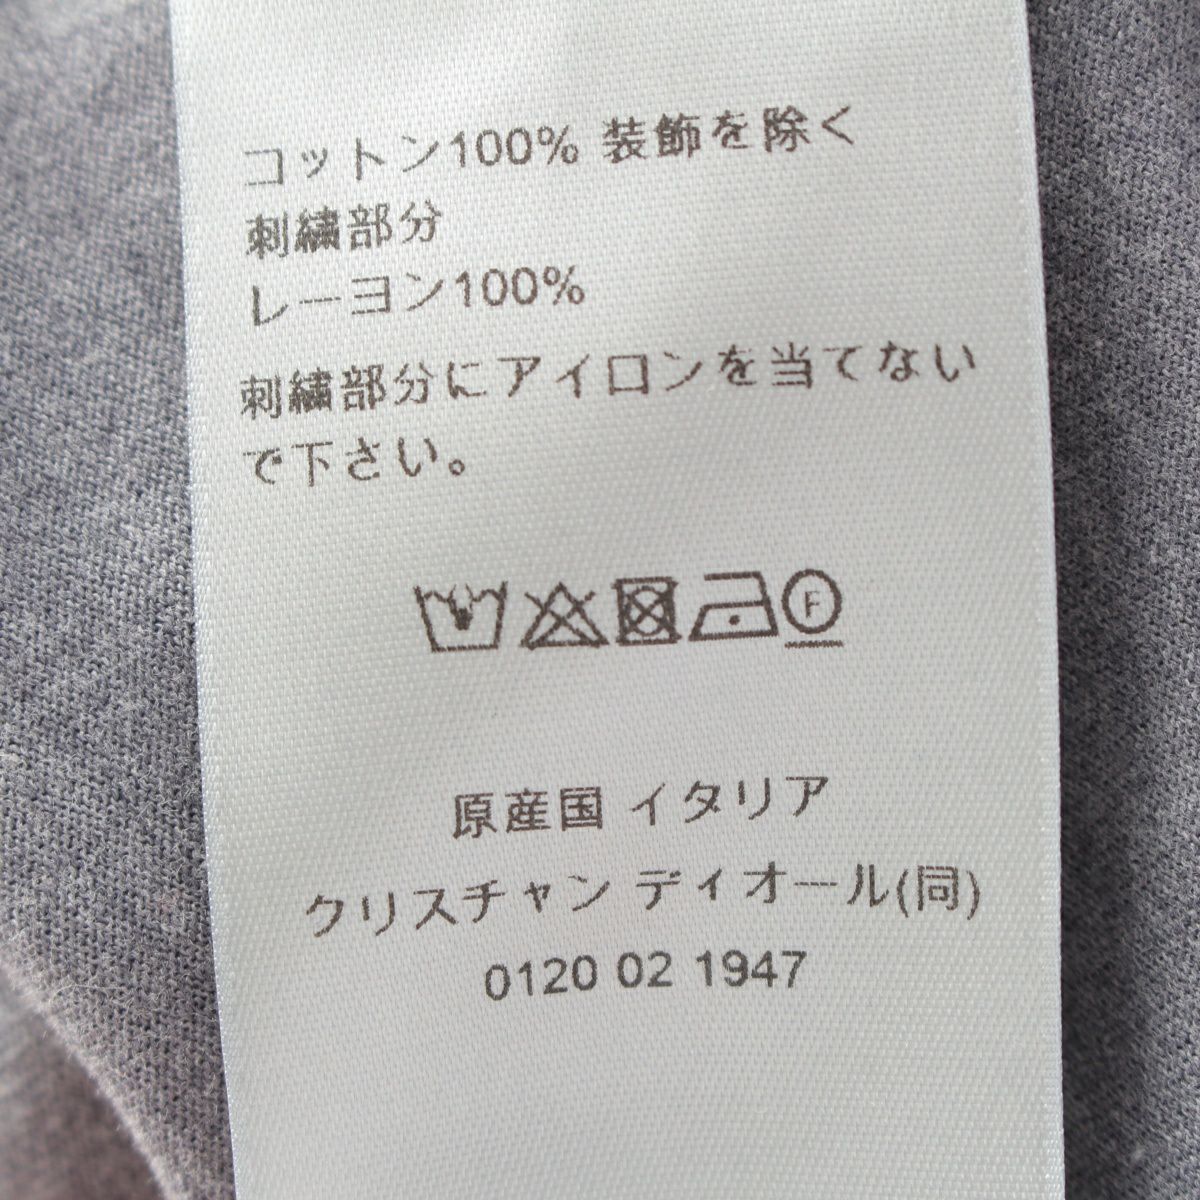 コットン100% 装飾を除く
刺繍部分
レーヨン100%
刺繍部分にアイロンを当てない
で下さい。
F
原産国 イタリア
クリスチャン ディオール(同)
0120 02 1947